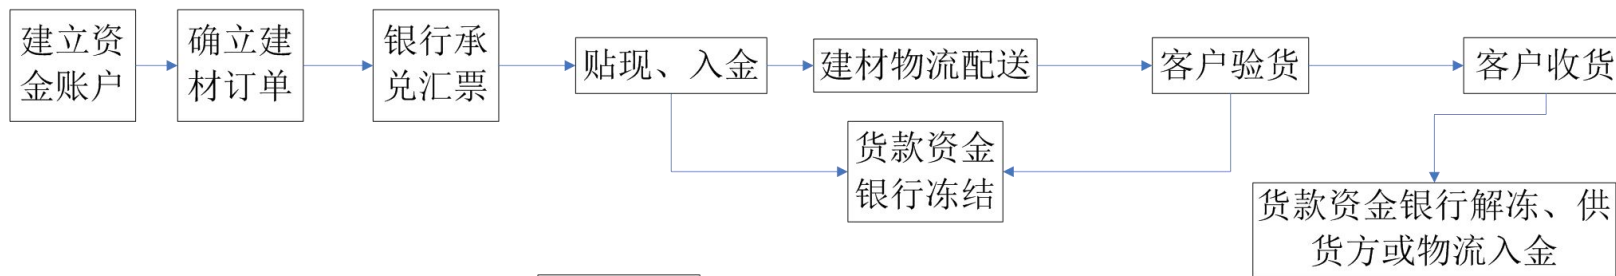 建立资
金账户
确立建
材订单
银行承
兑汇票
贴现、入金
建材物流配送
客户验货
客户收货
货款资金
银行冻结
货款资金银行解冻、供
货方或物流入金